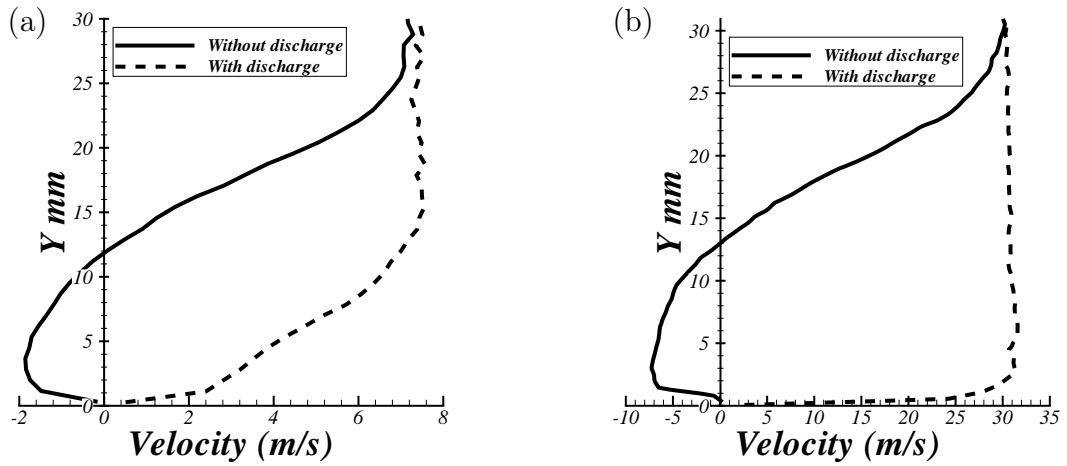 (a)
30
25
20
15
10
5
0
Y mm
Without discharge
With discharge
-2 0 2 4 6 8
Velocity (m/s)
(b)
30
25
20
15
10
5
0
Y mm
Without discharge
With discharge
-10 -5 0 5 10 15 20 25 30 35
Velocity (m/s)